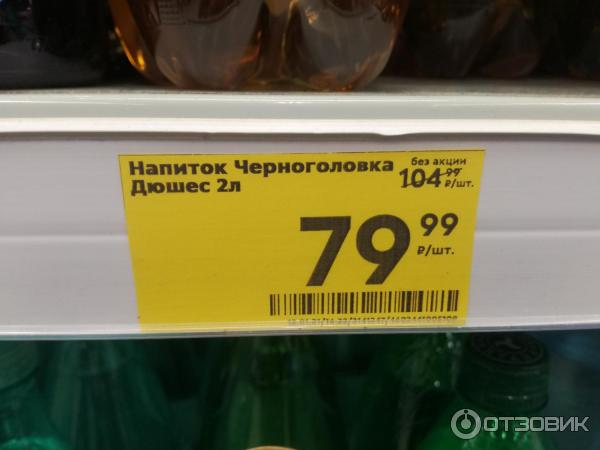 Напиток Черноголовка
Дюшес 2л
без акции
104 99
₽/шт.
79 99
₽/шт.
ОТЗОВИК